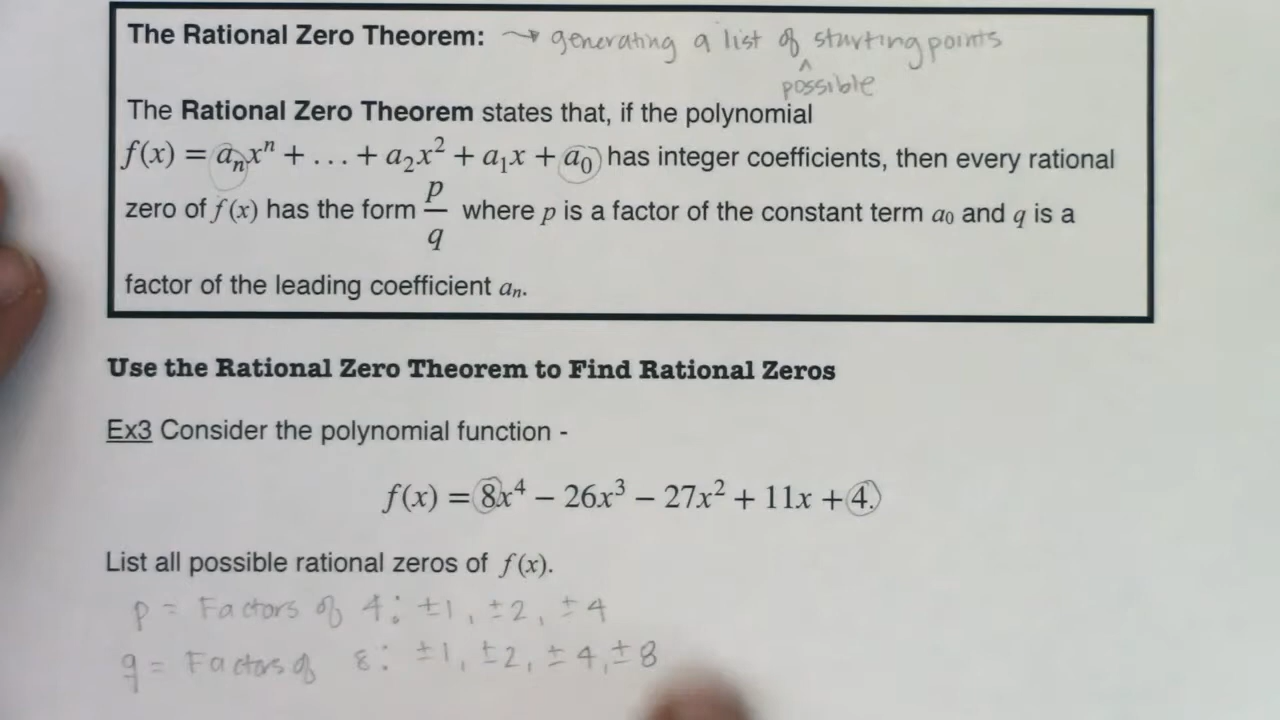 The Rational Zero Theorem: → generating a list of ^ starting points
possible
The Rational Zero Theorem states that, if the polynomial
f(x) = aₙxⁿ + . . . + a₂x² + a₁x + a₀ has integer coefficients, then every rational
zero of f(x) has the form p/q where p is a factor of the constant term a₀ and q is a
factor of the leading coefficient aₙ.
Use the Rational Zero Theorem to Find Rational Zeros
Ex3 Consider the polynomial function -
f(x) = 8x⁴ − 26x³ − 27x² + 11x + 4.
List all possible rational zeros of f(x).
p = Factors of 4: ±1, ±2, ±4
q = Factors of 8: ±1, ±2, ±4, ±8